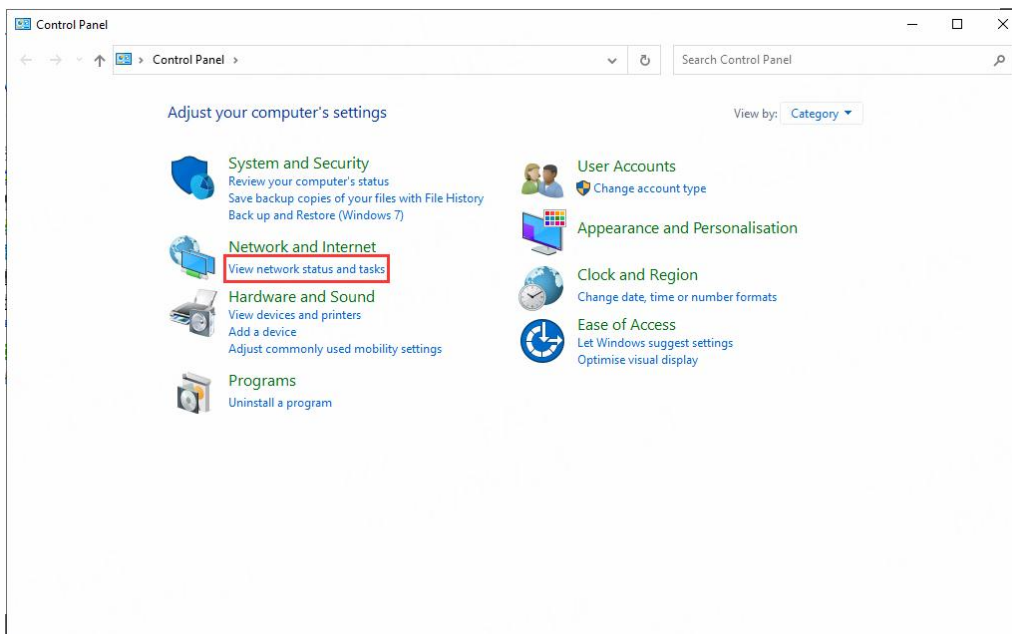 Control Panel
Control Panel
Search Control Panel
Adjust your computer's settings
View by: Category
System and Security
Review your computer's status
Save backup copies of your files with File History
Back up and Restore (Windows 7)
Network and Internet
View network status and tasks
Hardware and Sound
View devices and printers
Add a device
Adjust commonly used mobility settings
Programs
Uninstall a program
User Accounts
Change account type
Appearance and Personalisation
Clock and Region
Change date, time or number formats
Ease of Access
Let Windows suggest settings
Optimise visual display